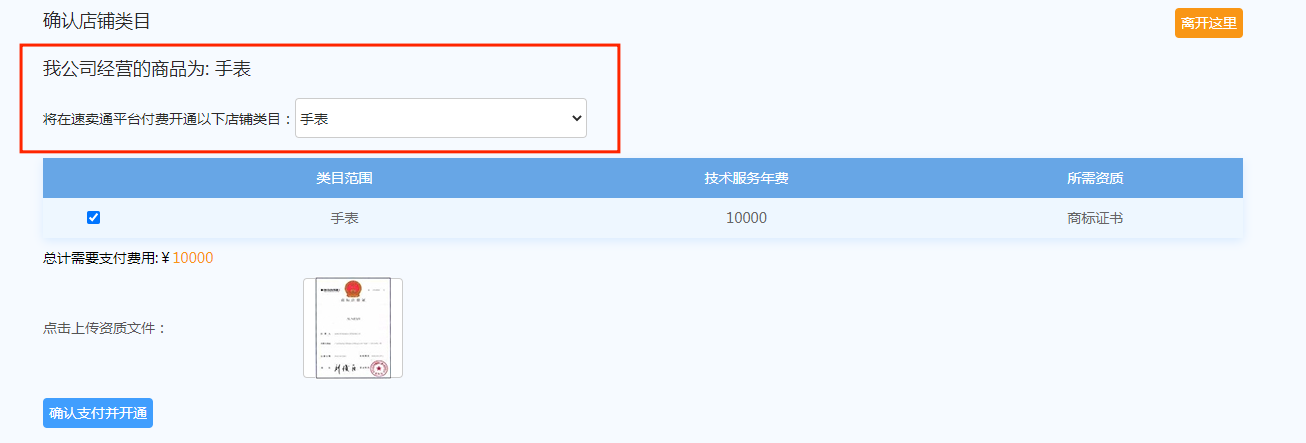 确认店铺类目
离开这里
我公司经营的商品为: 手表
将在速卖通平台付费开通以下店铺类目：
手表
类目范围 技术服务年费 所需资质
手表 10000 商标证书
总计需要支付费用: ¥ 10000
点击上传资质文件：
确认支付并开通